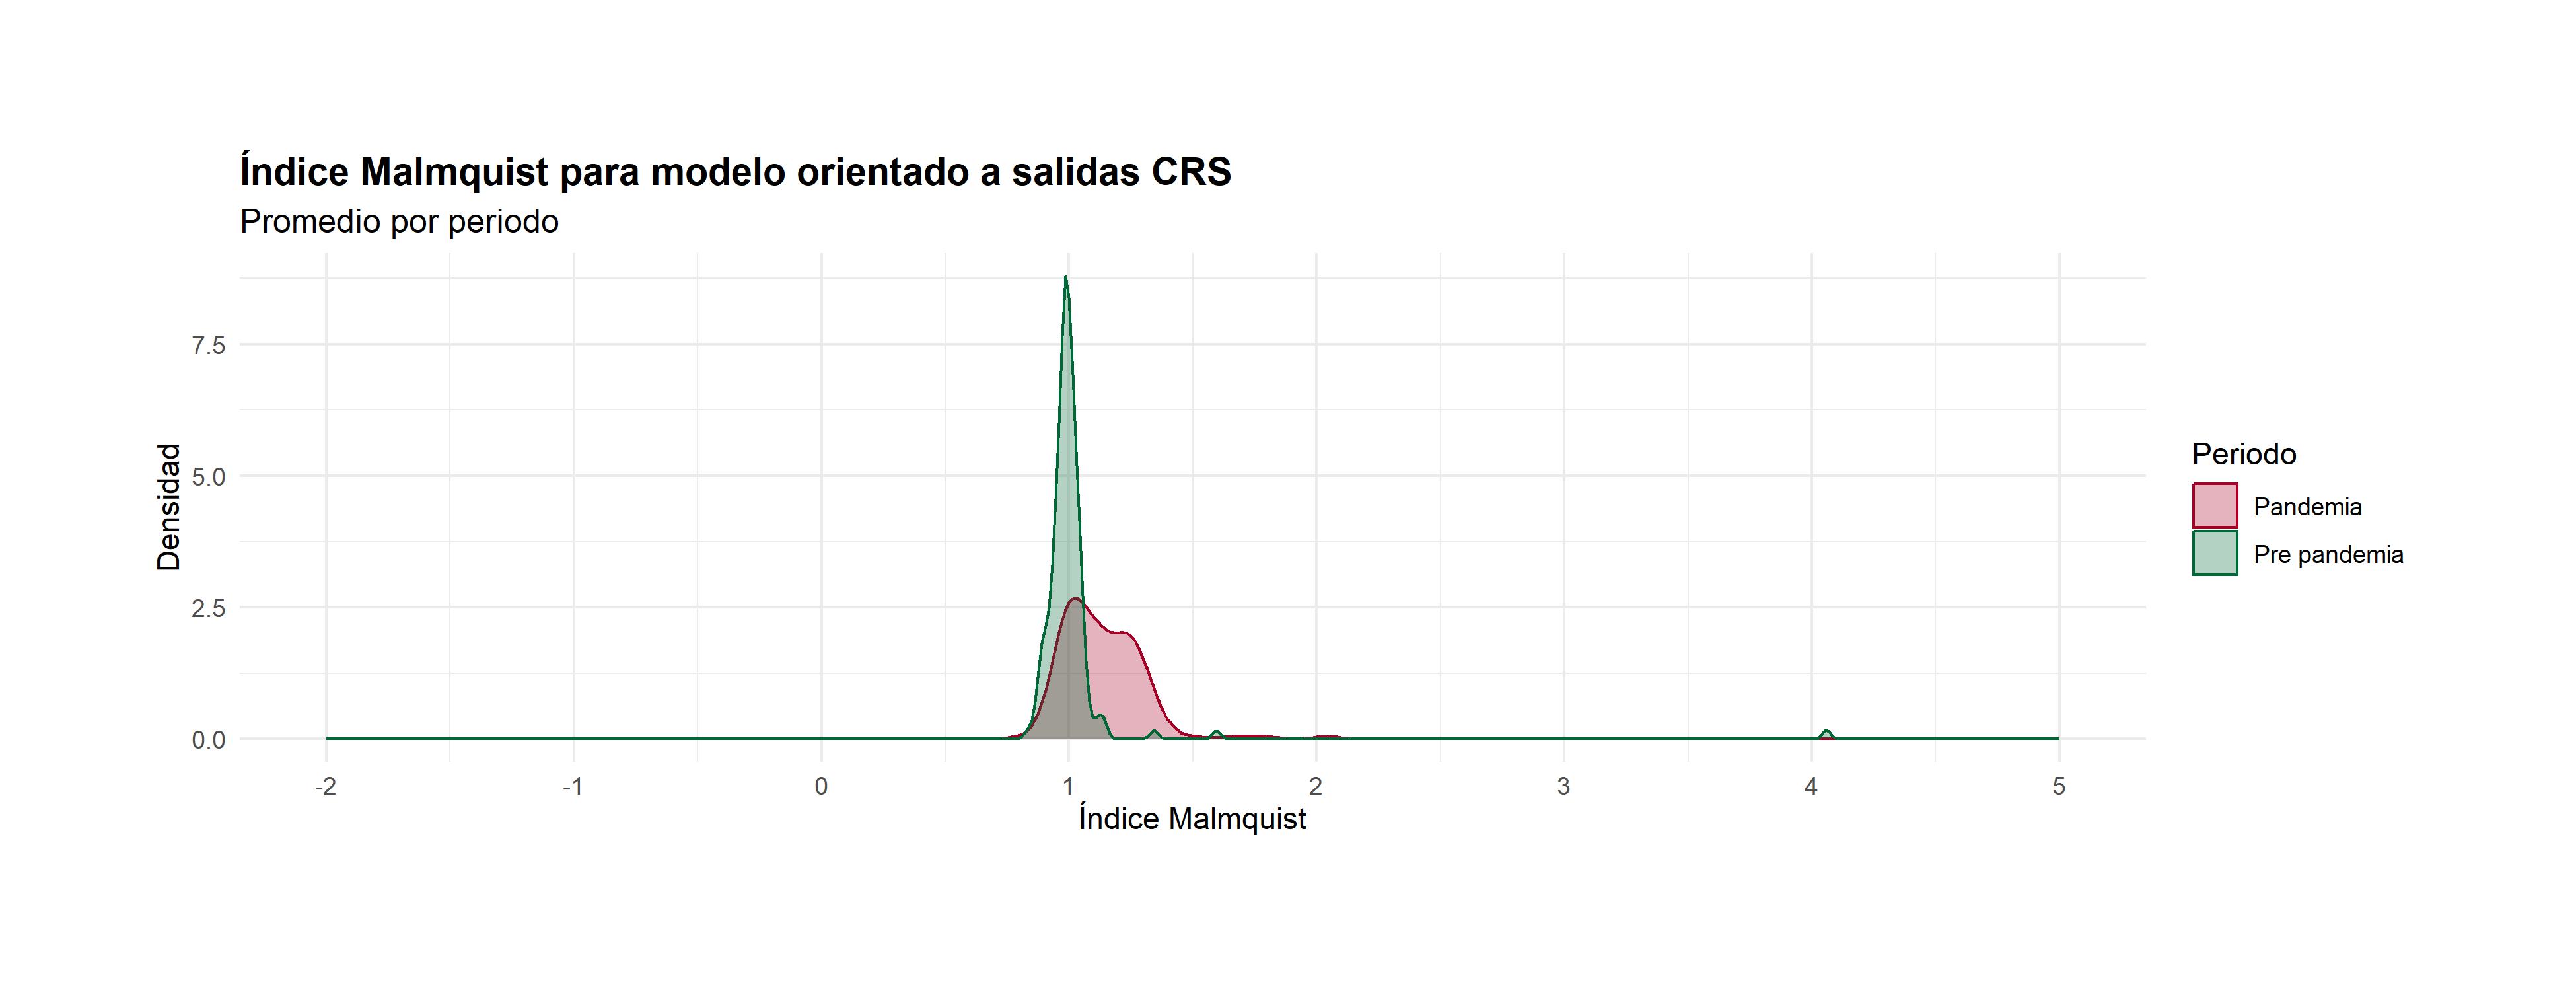 Índice Malmquist para modelo orientado a salidas CRS
Promedio por periodo
Densidad
7.5
5.0
2.5
0.0
-2 -1 0 1 2 3 4 5
Índice Malmquist
Periodo
Pandemia
Pre pandemia